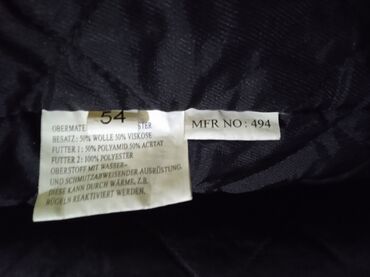 54
OBERMATE STER
BESATZ: 50% WOLLE 50% VISKOSE
FUTTER 1: 50% POLYAMID 50% ACETAT
FUTTER 2: 100% POLYESTER
OBERSTOFF MIT WASSER-
UND SCHMUTZABWEISENDER AUSRÜSTUNG
DIESE KANN DURCH WÄRME, Z.B.
BÜGELN REAKTIVIERT WERDEN.
MFR NO: 494